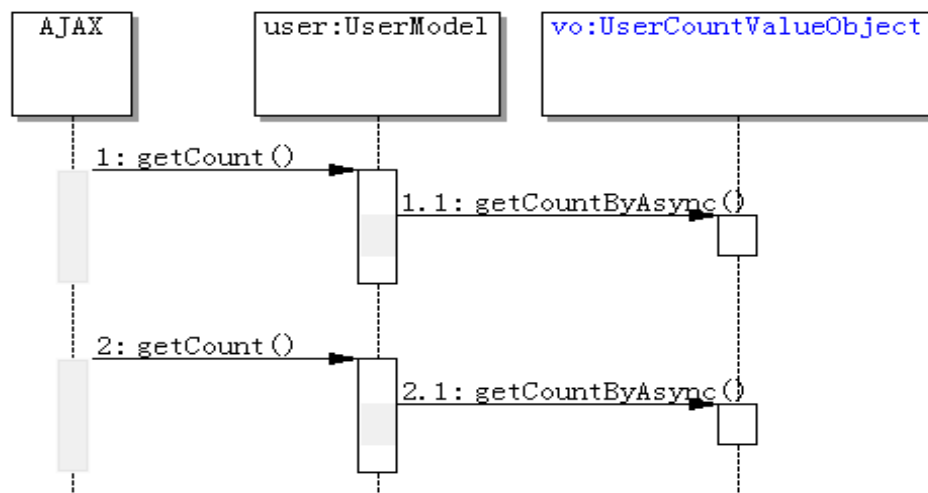 AJAX
user:UserModel
vo:UserCountValueObject
1: getCount()
1.1: getCountByAsync()
2: getCount()
2.1: getCountByAsync()